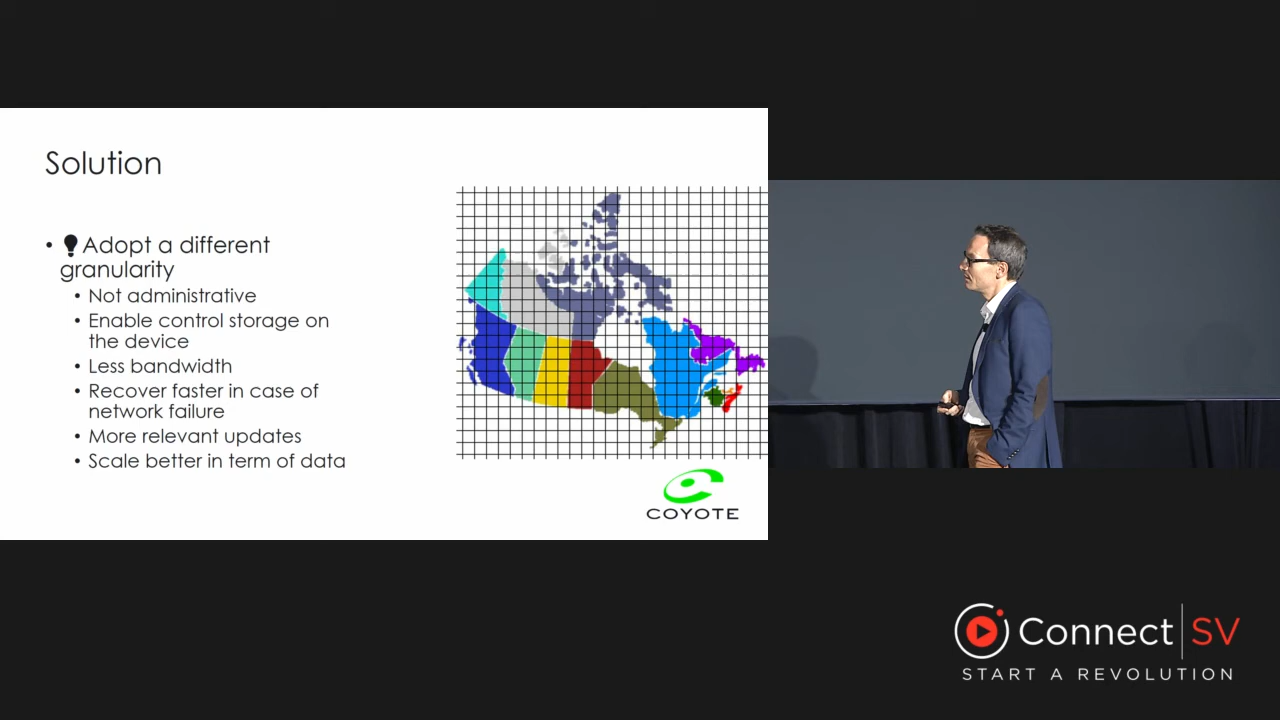 Solution
• Adopt a different
granularity
• Not administrative
• Enable control storage on
the device
• Less bandwidth
• Recover faster in case of
network failure
• More relevant updates
• Scale better in term of data
COYOTE
Connect SV
START A REVOLUTION